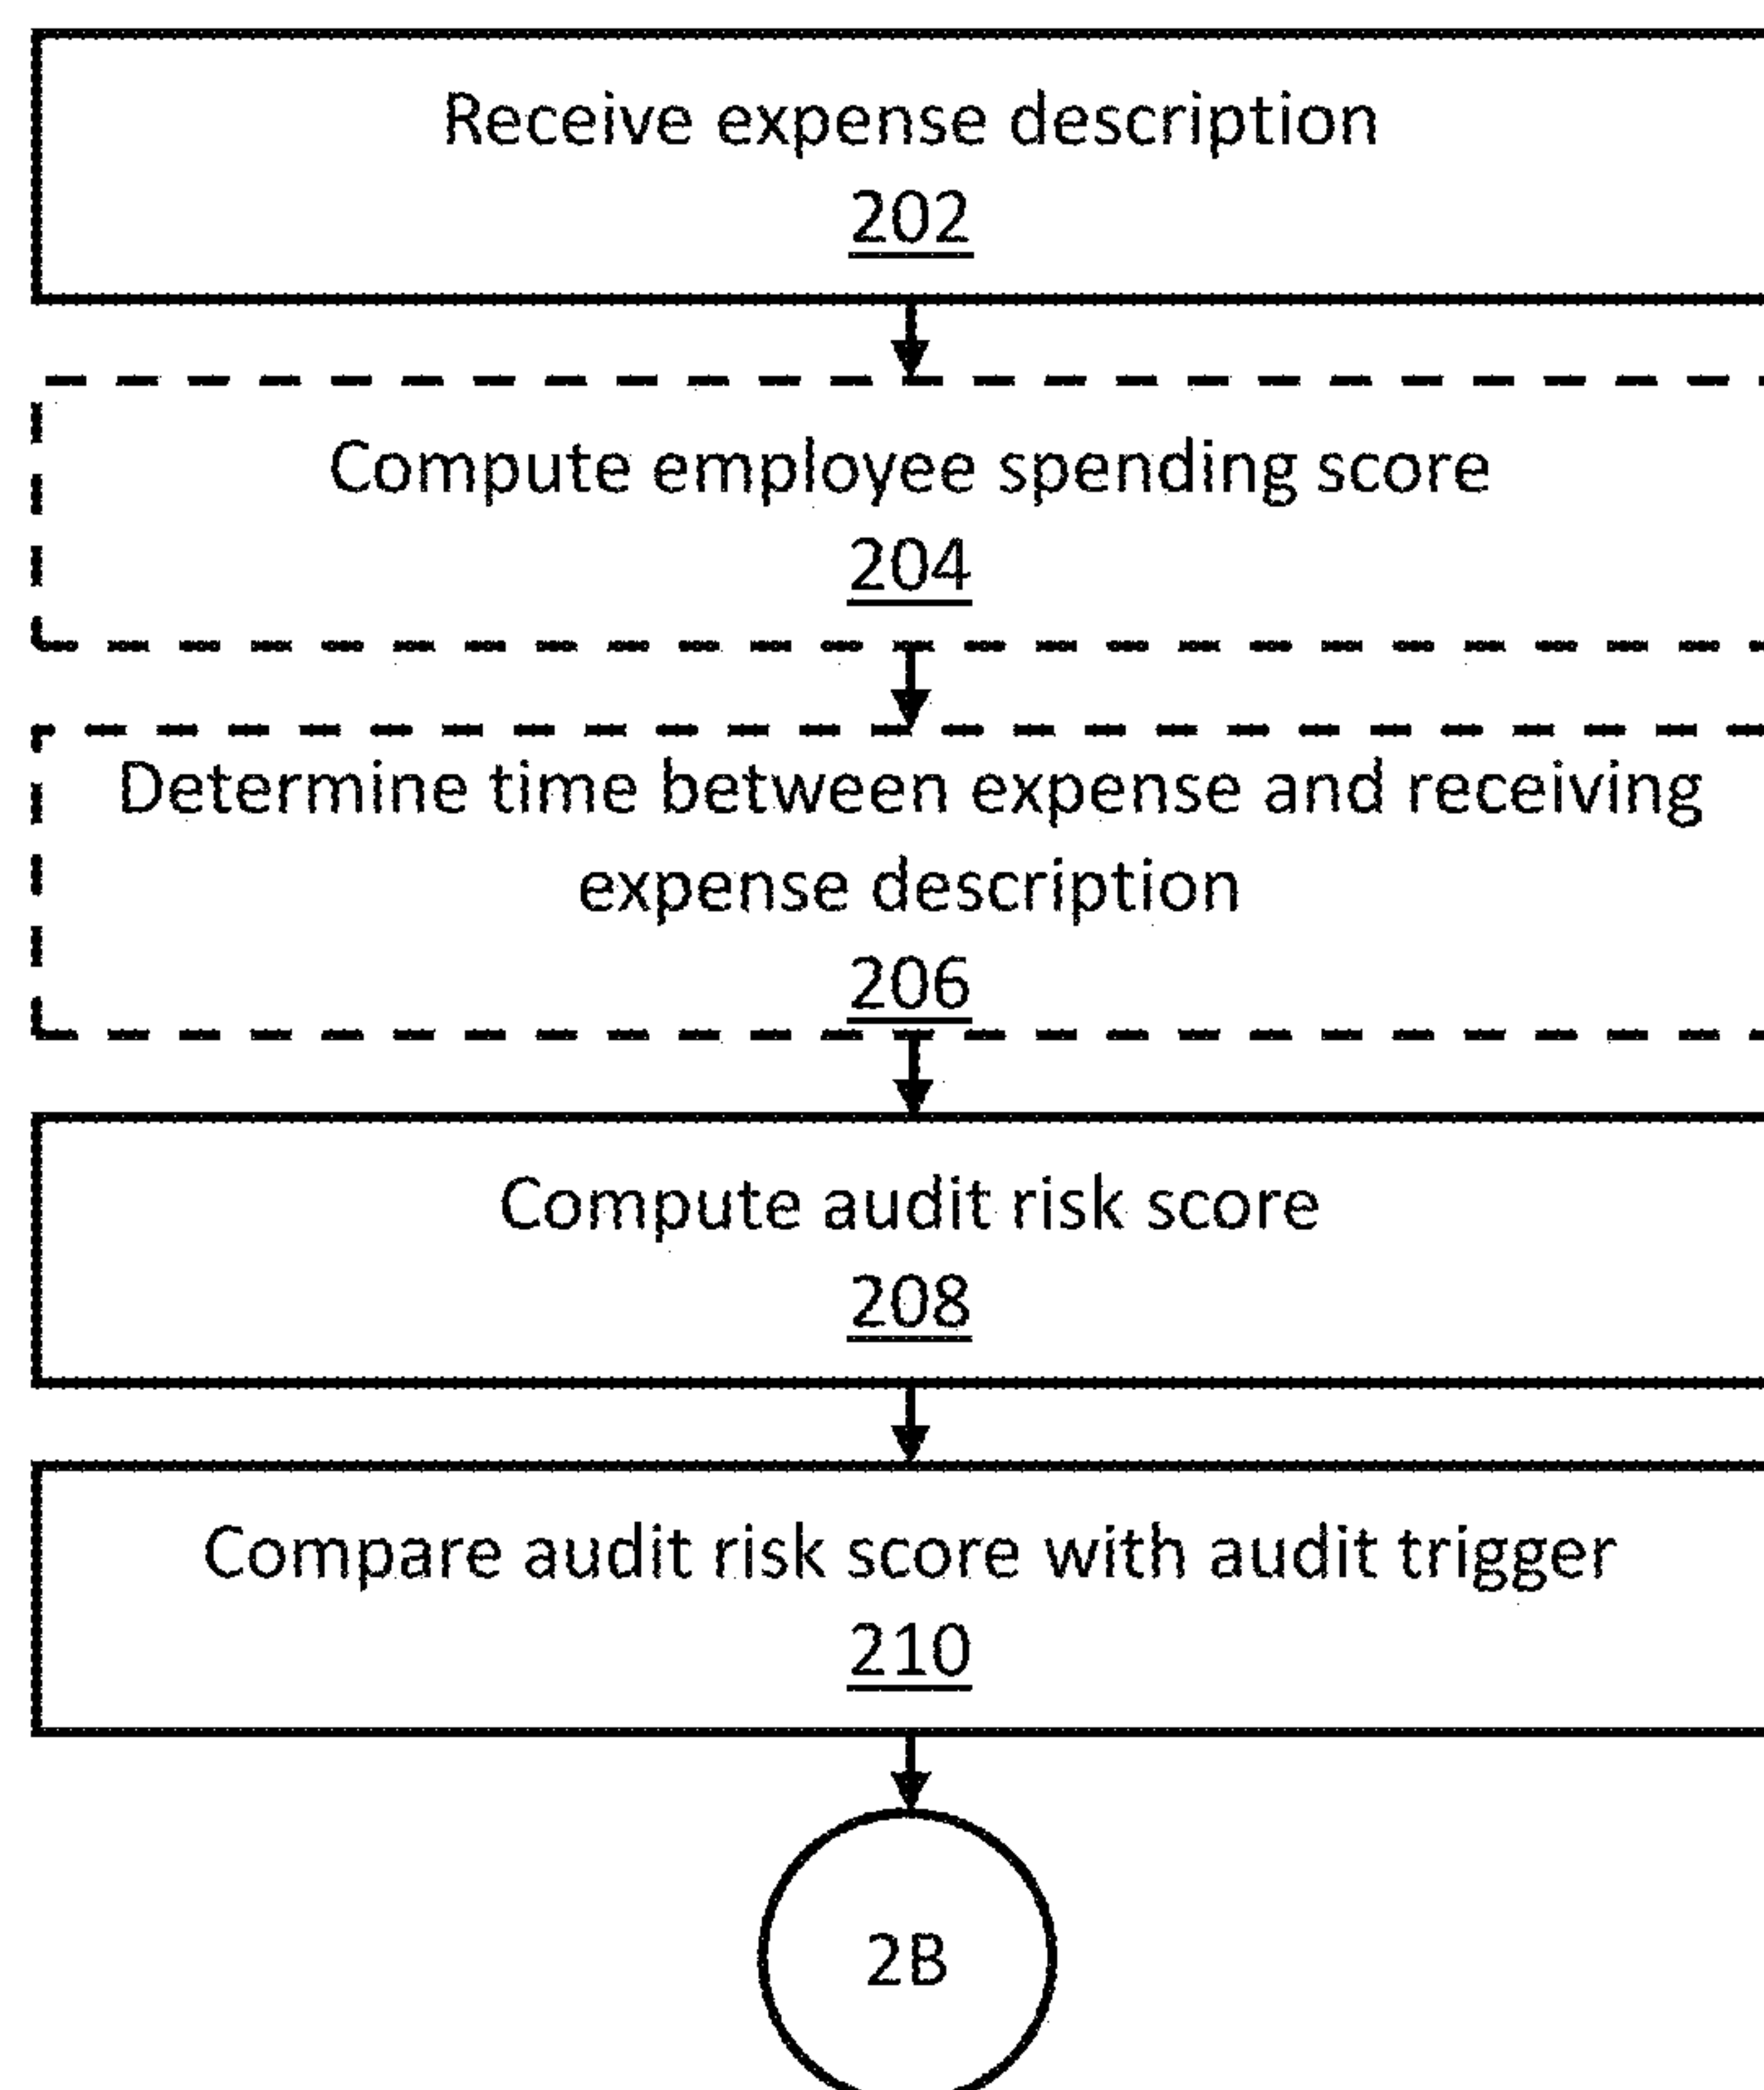 Receive expense description
202
Compute employee spending score
204
Determine time between expense and receiving
expense description
206
Compute audit risk score
208
Compare audit risk score with audit trigger
210
2B